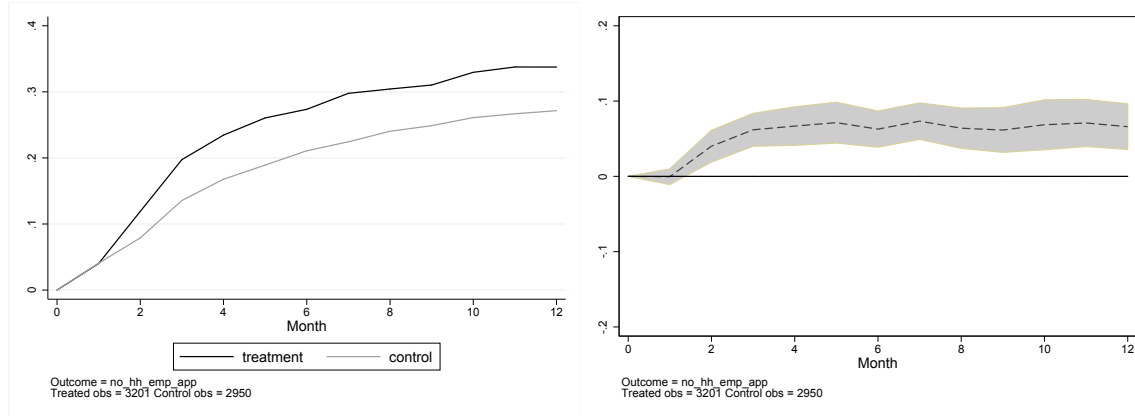 .4
.3
.2
.1
0
0 2 4 6 8 10 12
Month
treatment control
Outcome = no_hh_emp_app
Treated obs = 3201 Control obs = 2950
.2
.1
0
-.1
-.2
0 2 4 6 8 10 12
Month
Outcome = no_hh_emp_app
Treated obs = 3201 Control obs = 2950